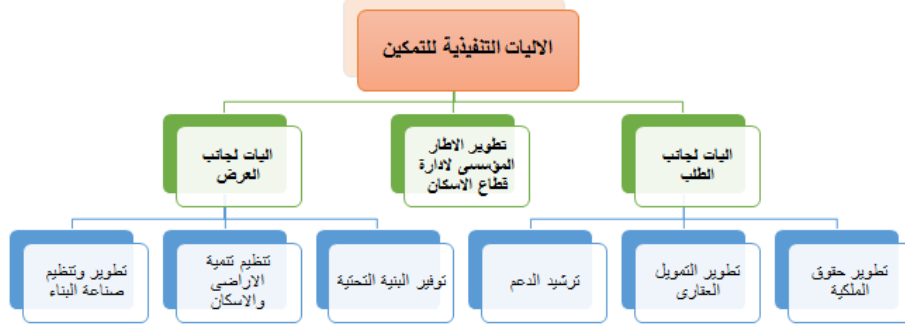 الاليات التنفيذية للتمكين
اليات لجانب
الطلب
تطوير الاطار
المؤسسى لادارة
قطاع الاسكان
اليات لجانب
العرض
تطوير حقوق
الملكية
تطوير التمويل
العقارى
ترشيد الدعم
توفير البنية التحتية
تنظيم تنمية
الاراضى
والاسكان
تطوير وتنظيم
صناعة البناء